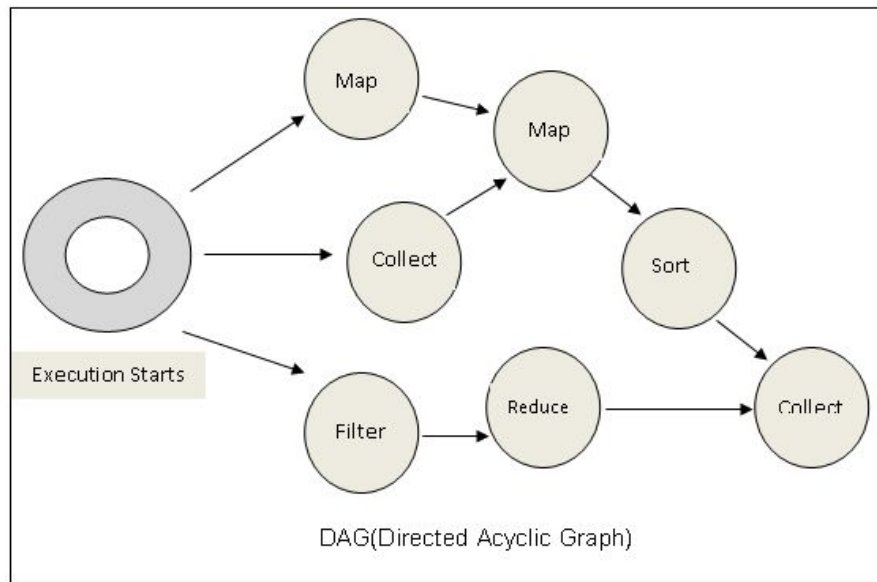 Map
Map
Collect
Sort
Execution Starts
Filter
Reduce
Collect
DAG(Directed Acyclic Graph)